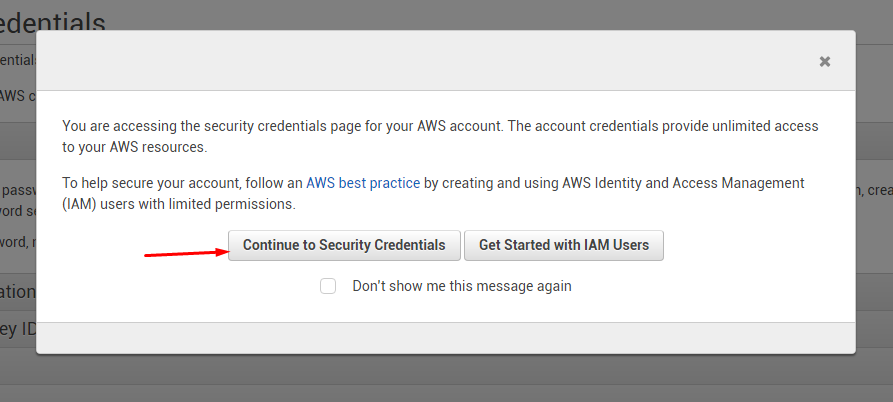 edentials
entials
AWS c
You are accessing the security credentials page for your AWS account. The account credentials provide unlimited access
to your AWS resources.
To help secure your account, follow an AWS best practice by creating and using AWS Identity and Access Management
(IAM) users with limited permissions.
passw
n, crea
ord se
word, r
Continue to Security Credentials
Get Started with IAM Users
Don't show me this message again
ation
ey ID